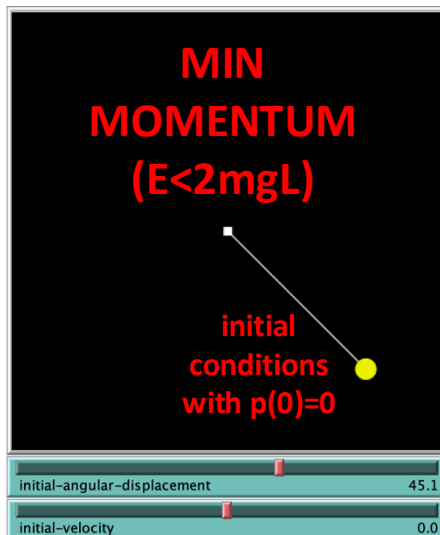 MIN
MOMENTUM
(E<2mgL)
initial
conditions
with p(0)=0
initial-angular-displacement 45.1
initial-velocity 0.0